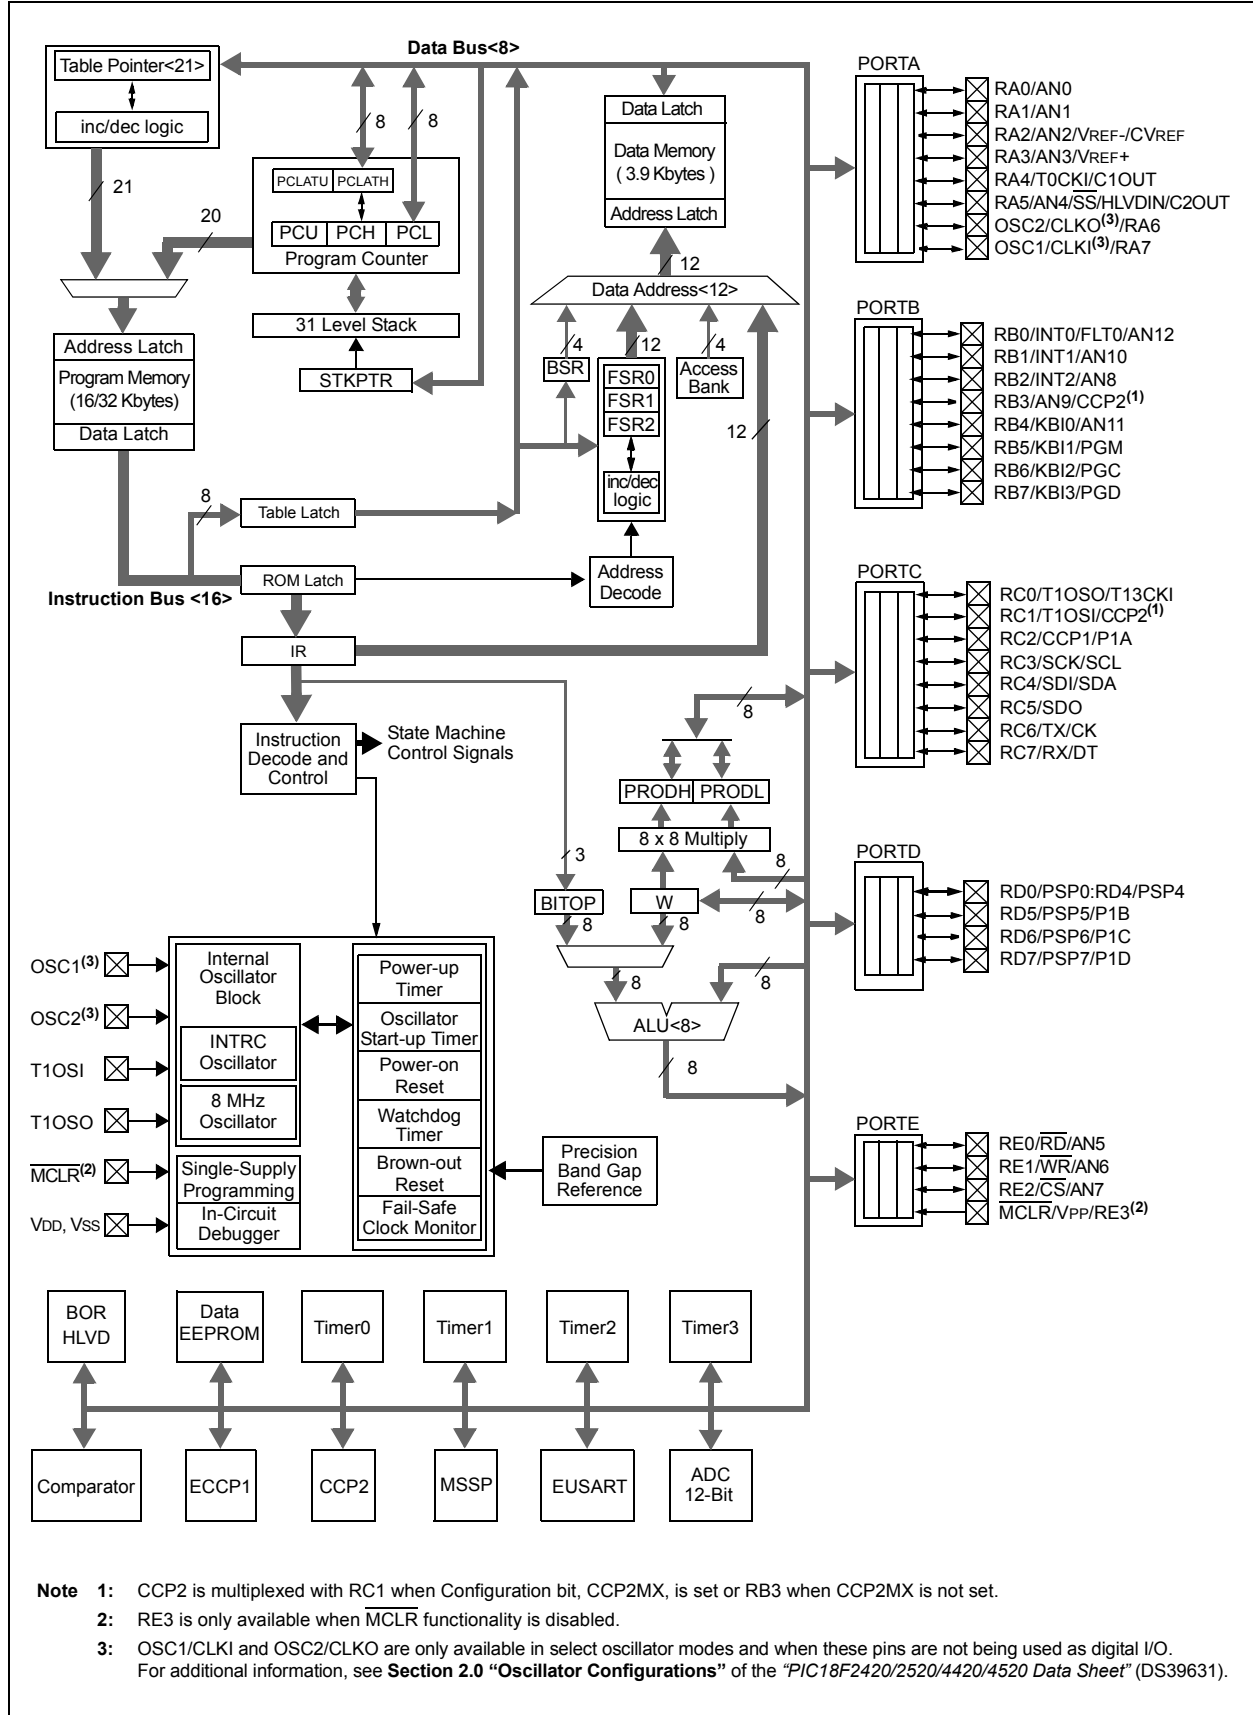 Data Bus<8>
Table Pointer<21>
inc/dec logic
21
20
8
8
PCLATU PCLATH
PCU PCH PCL
Program Counter
31 Level Stack
STKPTR
Address Latch
Program Memory
(16/32 Kbytes)
Data Latch
8
Table Latch
ROM Latch
Instruction Bus <16>
IR
Data Latch
Data Memory
( 3.9 Kbytes )
Address Latch
12
Data Address<12>
4
12
4
BSR
FSR0
FSR1
FSR2
inc/dec
logic
Access
Bank
12
Address
Decode
Instruction
Decode and
Control
State Machine
Control Signals
8
PRODH PRODL
8 x 8 Multiply
3
8
BITOP
W
8
8
8
8
8
ALU<8>
8
OSC1(3)
OSC2(3)
T1OSI
T1OSO
MCLR(2)
VDD, VSS
Internal
Oscillator
Block
INTRC
Oscillator
8 MHz
Oscillator
Single-Supply
Programming
In-Circuit
Debugger
Power-up
Timer
Oscillator
Start-up Timer
Power-on
Reset
Watchdog
Timer
Brown-out
Reset
Fail-Safe
Clock Monitor
Precision
Band Gap
Reference
PORTA
RA0/AN0
RA1/AN1
RA2/AN2/VREF-/CVREF
RA3/AN3/VREF+
RA4/T0CKI/C1OUT
RA5/AN4/SS/HLVDIN/C2OUT
OSC2/CLKO(3)/RA6
OSC1/CLKI(3)/RA7
PORTB
RB0/INT0/FLT0/AN12
RB1/INT1/AN10
RB2/INT2/AN8
RB3/AN9/CCP2(1)
RB4/KBI0/AN11
RB5/KBI1/PGM
RB6/KBI2/PGC
RB7/KBI3/PGD
PORTC
RC0/T1OSO/T13CKI
RC1/T1OSI/CCP2(1)
RC2/CCP1/P1A
RC3/SCK/SCL
RC4/SDI/SDA
RC5/SDO
RC6/TX/CK
RC7/RX/DT
PORTD
RD0/PSP0:RD4/PSP4
RD5/PSP5/P1B
RD6/PSP6/P1C
RD7/PSP7/P1D
PORTE
RE0/RD/AN5
RE1/WR/AN6
RE2/CS/AN7
MCLR/VPP/RE3(2)
BOR
HLVD
Data
EEPROM
Timer0
Timer1
Timer2
Timer3
Comparator
ECCP1
CCP2
MSSP
EUSART
ADC
12-Bit
Note 1: CCP2 is multiplexed with RC1 when Configuration bit, CCP2MX, is set or RB3 when CCP2MX is not set.
2: RE3 is only available when MCLR functionality is disabled.
3: OSC1/CLKI and OSC2/CLKO are only available in select oscillator modes and when these pins are not being used as digital I/O.
For additional information, see Section 2.0 “Oscillator Configurations” of the “PIC18F2420/2520/4420/4520 Data Sheet” (DS39631).